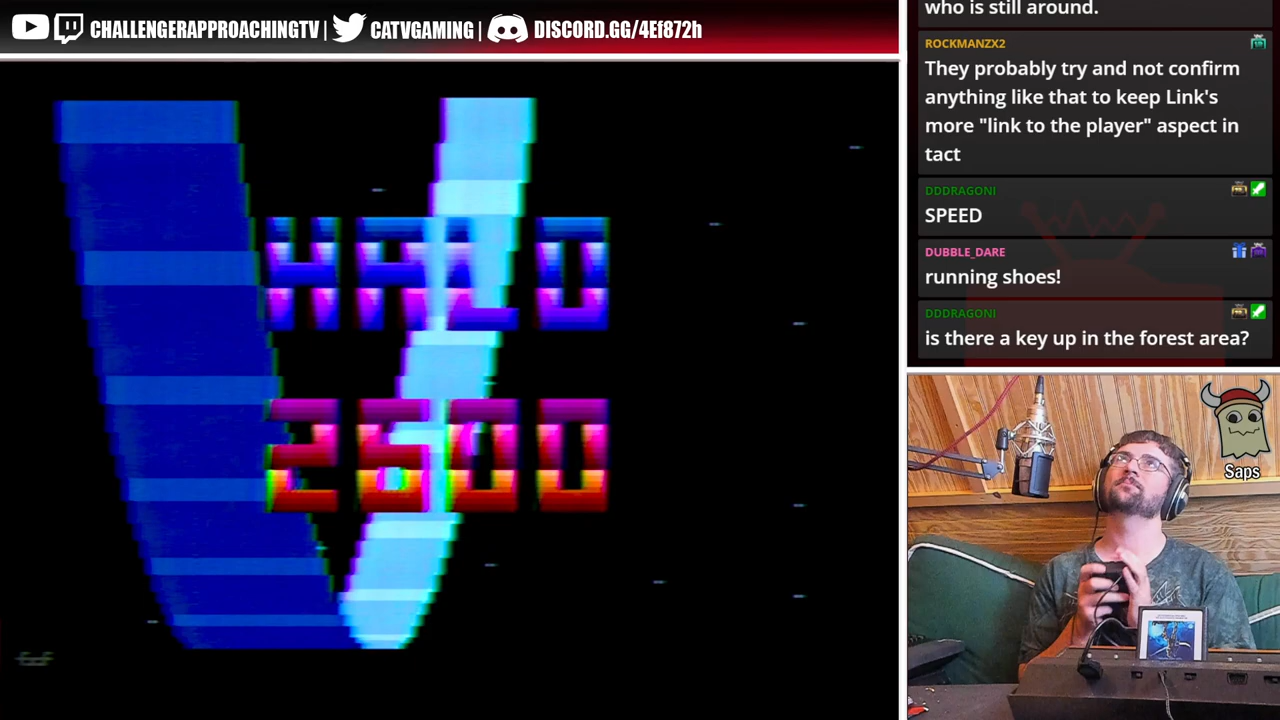 CHALLENGERAPPROACHINGTV | CATVGAMING | DISCORD.GG/4Ef872h
HALO
2600
who is still around.
ROCKMANZX2
They probably try and not confirm
anything like that to keep Link's
more "link to the player" aspect in
tact
DDDRAGONI
SPEED
DUBBLE_DARE
running shoes!
DDDRAGONI
is there a key up in the forest area?
Saps